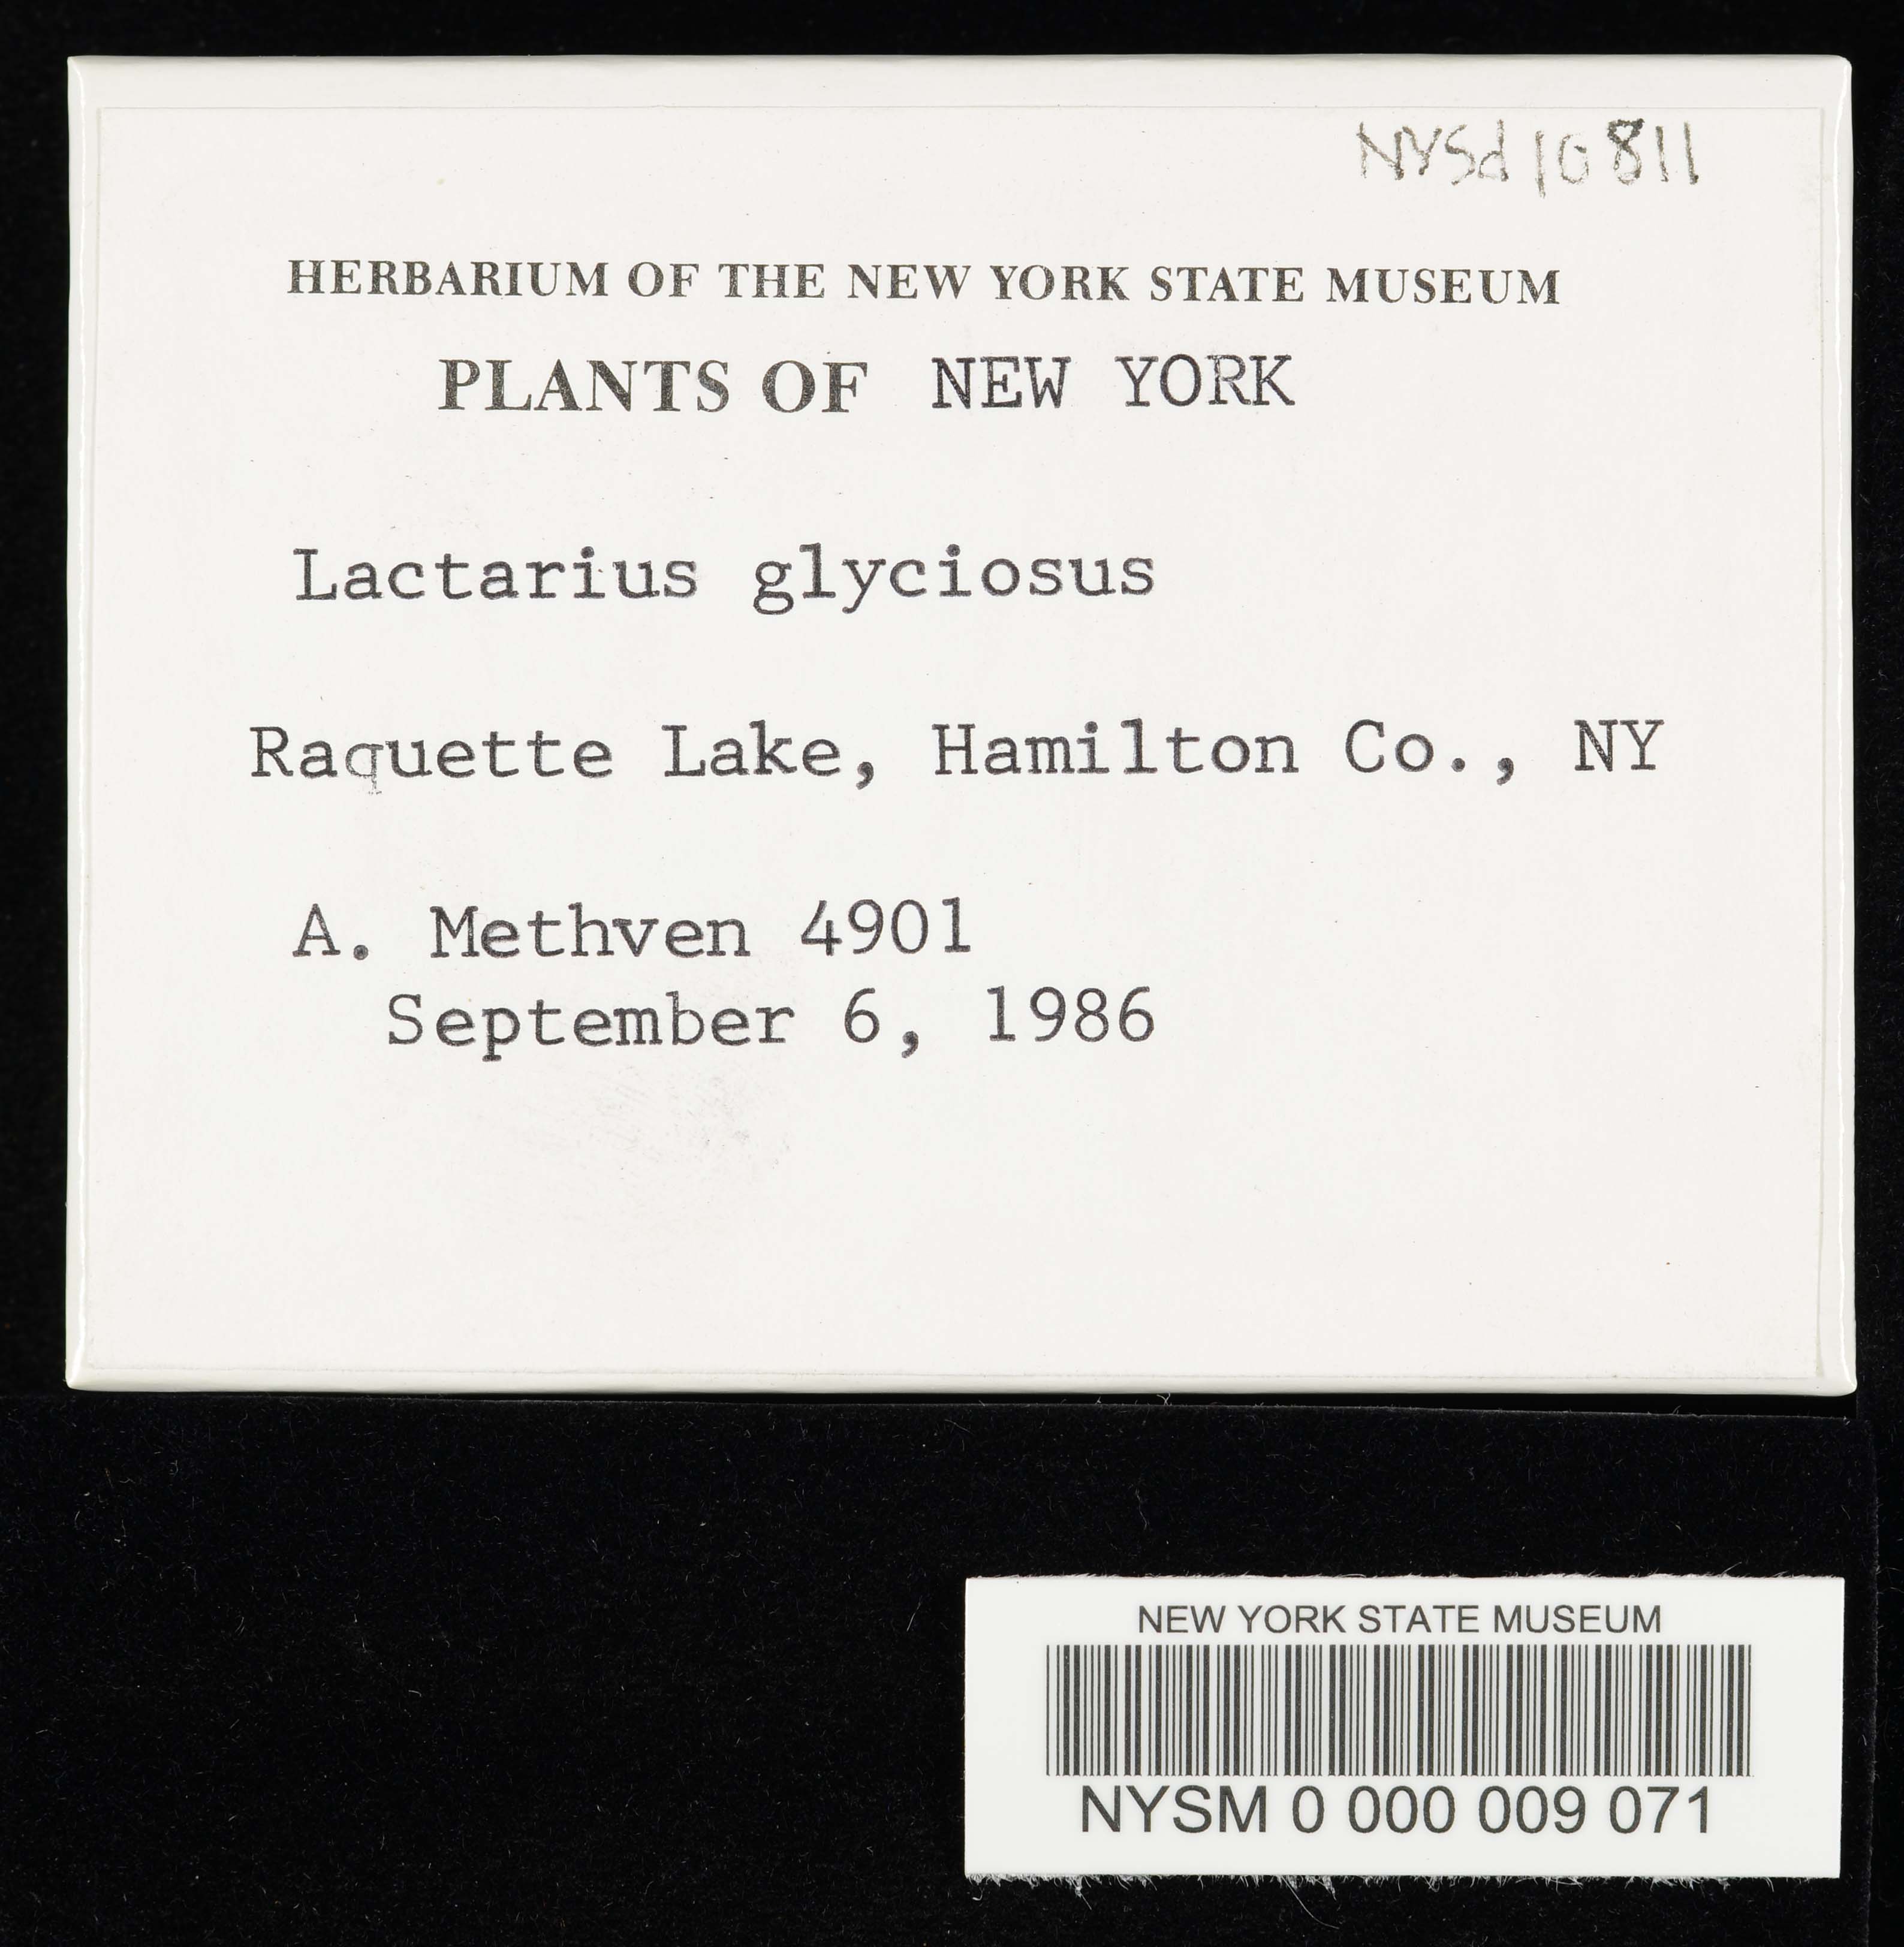 NYSd 10811
HERBARIUM OF THE NEW YORK STATE MUSEUM
PLANTS OF NEW YORK
Lactarius glyciosus
Raquette Lake, Hamilton Co., NY
A. Methven 4901
September 6, 1986
NEW YORK STATE MUSEUM
NYSM 0 000 009 071